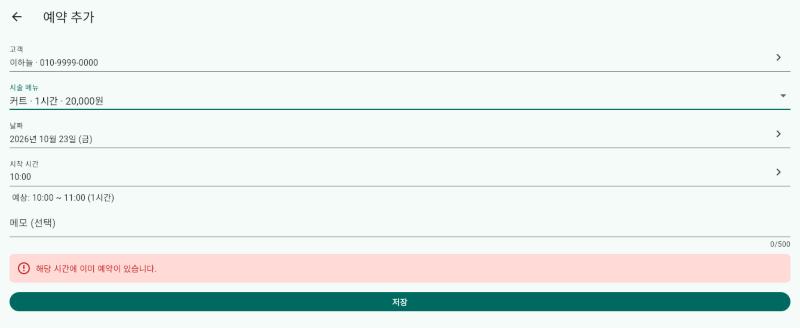 예약 추가
고객
이하늘 · 010-9999-0000
시술 메뉴
커트 · 1시간 · 20,000원
날짜
2026년 10월 23일 (금)
시작 시간
10:00
예상: 10:00 ~ 11:00 (1시간)
메모 (선택)
0/500
해당 시간에 이미 예약이 있습니다.
저장